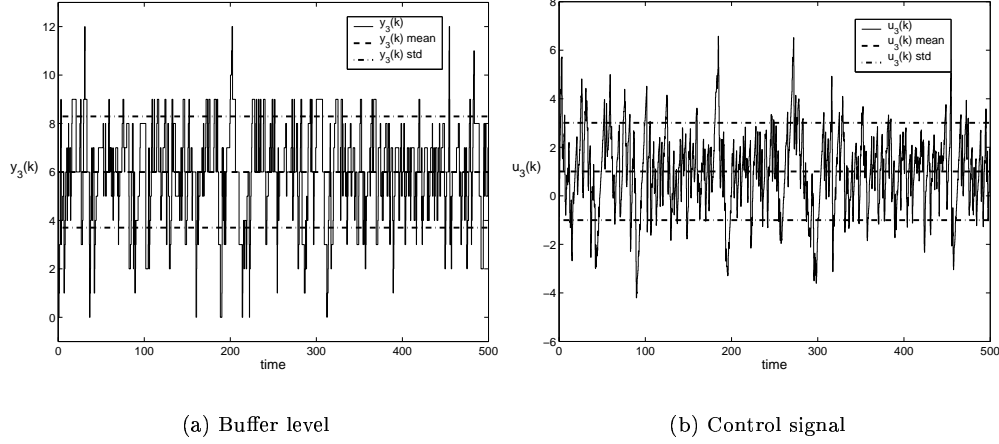 y₃(k)
y₃(k) mean
y₃(k) std
12
10
8
6
4
2
0
y₃(k)
0 100 200 300 400 500
time
(a) Buffer level
u₃(k)
u₃(k) mean
u₃(k) std
8
6
4
2
0
−2
−4
−6
u₃(k)
0 100 200 300 400 500
time
(b) Control signal